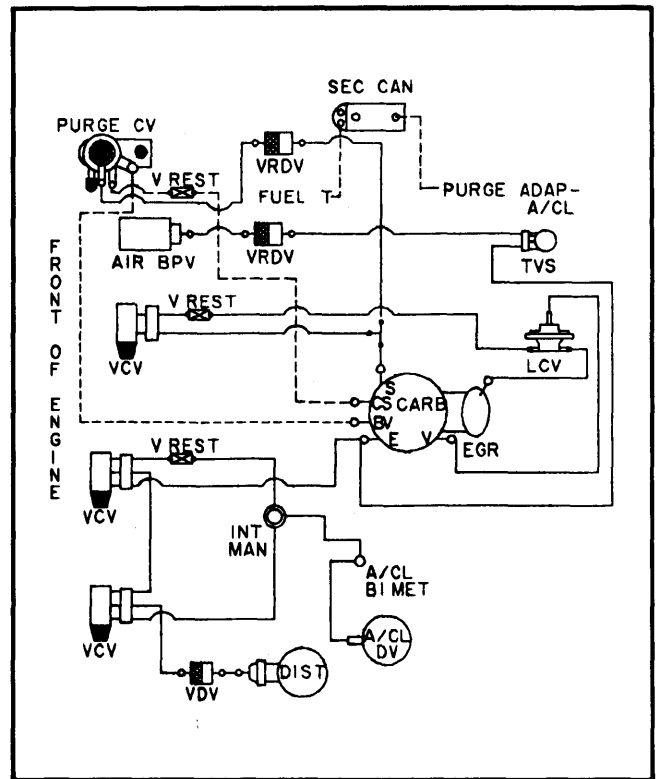 SEC CAN
PURGE CV
VRDV
V REST
FUEL T
PURGE ADAP-
A/CL
AIR BPV
VRDV
TVS
FRONT OF ENGINE
V REST
VCV
LCV
S
CS CARB
BV
E V
EGR
V REST
VCV
INT
MAN
A/CL
BI MET
VCV
A/CL
DV
VDV
DIST